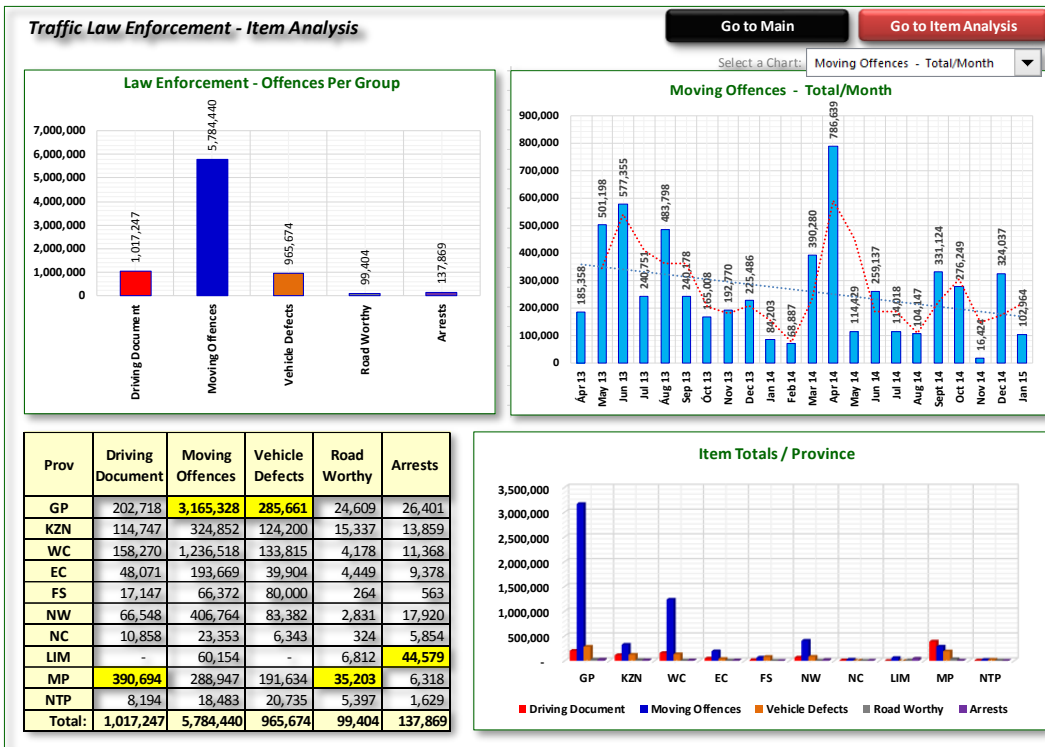 Traffic Law Enforcement - Item Analysis
Go to Main
Go to Item Analysis
Select a Chart:
Moving Offences - Total/Month
Law Enforcement - Offences Per Group
7,000,000
6,000,000
5,000,000
4,000,000
3,000,000
2,000,000
1,000,000
0
1,017,247
5,784,440
965,674
99,404
137,869
Driving Document
Moving Offences
Vehicle Defects
Road Worthy
Arrests
Moving Offences - Total/Month
900,000
800,000
700,000
600,000
500,000
400,000
300,000
200,000
100,000
0
185,358
501,198
577,355
240,751
483,798
240,178
165,008
192,770
225,486
84,203
68,887
390,280
786,639
114,429
259,137
114,018
104,147
331,124
276,249
16,424
324,037
102,964
Ápr 13
May 13
Jun 13
Jul 13
Áug 13
Sep 13
Óct 13
Nov 13
Dec 13
Jan 14
Feb 14
Mar 14
Apr 14
May 14
Jun 14
Jul 14
Aug 14
Sept 14
Oct 14
Nov 14
Dec 14
Jan 15
Prov Driving Document Moving Offences Vehicle Defects Road Worthy Arrests
GP 202,718 3,165,328 285,661 24,609 26,401
KZN 114,747 324,852 124,200 15,337 13,859
WC 158,270 1,236,518 133,815 4,178 11,368
EC 48,071 193,669 39,904 4,449 9,378
FS 17,147 66,372 80,000 264 563
NW 66,548 406,764 83,382 2,831 17,920
NC 10,858 23,353 6,343 324 5,854
LIM - 60,154 - 6,812 44,579
MP 390,694 288,947 191,634 35,203 6,318
NTP 8,194 18,483 20,735 5,397 1,629
Total: 1,017,247 5,784,440 965,674 99,404 137,869
Item Totals / Province
3,500,000
3,000,000
2,500,000
2,000,000
1,500,000
1,000,000
500,000
-
GP KZN WC EC FS NW NC LIM MP NTP
Driving Document Moving Offences Vehicle Defects Road Worthy Arrests